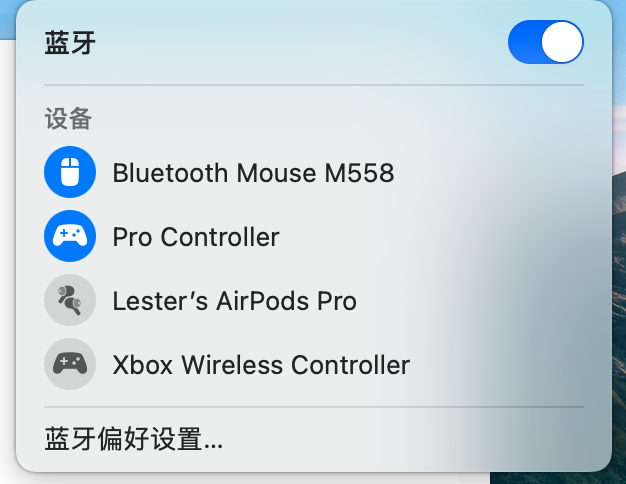 蓝牙
设备
Bluetooth Mouse M558
Pro Controller
Lester’s AirPods Pro
Xbox Wireless Controller
蓝牙偏好设置...